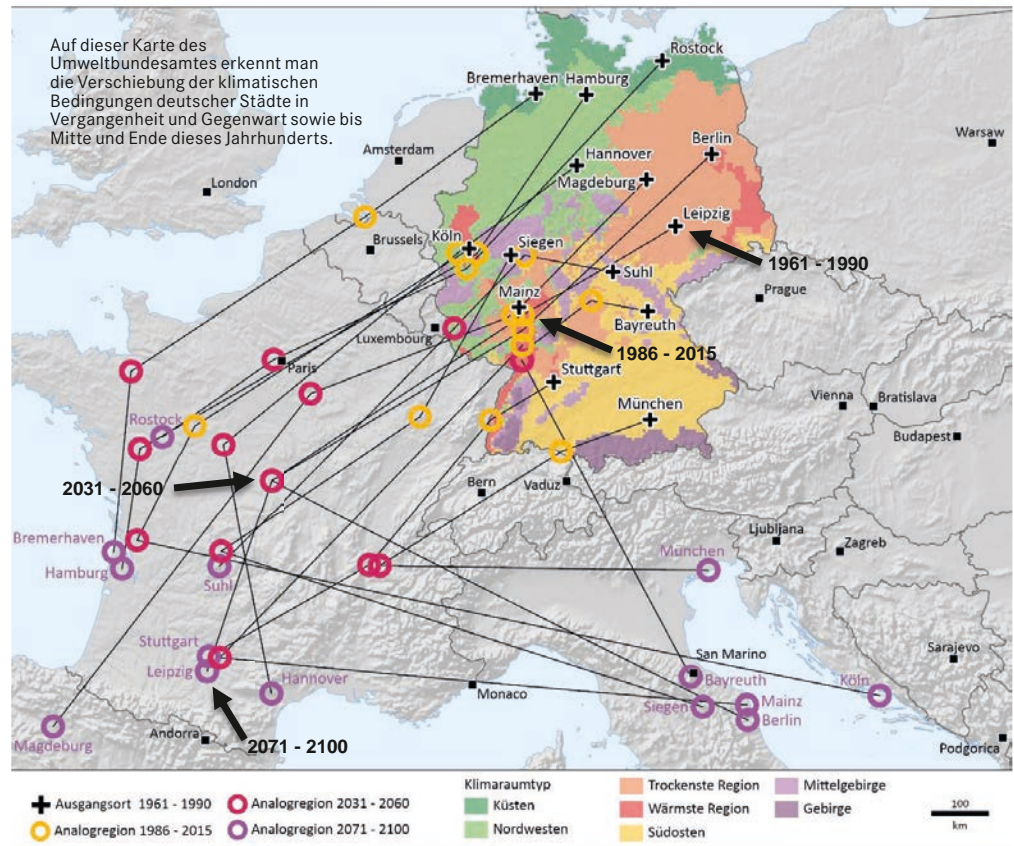 Auf dieser Karte des
Umweltbundesamtes erkennt man
die Verschiebung der klimatischen
Bedingungen deutscher Städte in
Vergangenheit und Gegenwart sowie bis
Mitte und Ende dieses Jahrhunderts.
Rostock
Bremerhaven
Hamburg
Berlin
Warsaw
Amsterdam
Hannover
Magdeburg
London
Leipzig
Brussels
Köln
Siegen
1961 - 1990
Suhl
Prague
Mainz
Luxembourg
Bayreuth
1986 - 2015
Paris
Stuttgart
Vienna
Bratislava
München
Rostock
Budapest
2031 - 2060
Bern
Vaduz
Ljubljana
Zagreb
Bremerhaven
München
Hamburg
Suhl
Stuttgart
San Marino
Sarajevo
Leipzig
Hannover
Bayreuth
Köln
Monaco
Siegen
Mainz
Berlin
Andorra
Magdeburg
2071 - 2100
Podgorica
Ausgangsort 1961 - 1990
Analogregion 1986 - 2015
Analogregion 2031 - 2060
Analogregion 2071 - 2100
Klimaraumtyp
Küsten
Nordwesten
Trockenste Region
Wärmste Region
Südosten
Mittelgebirge
Gebirge
100
km